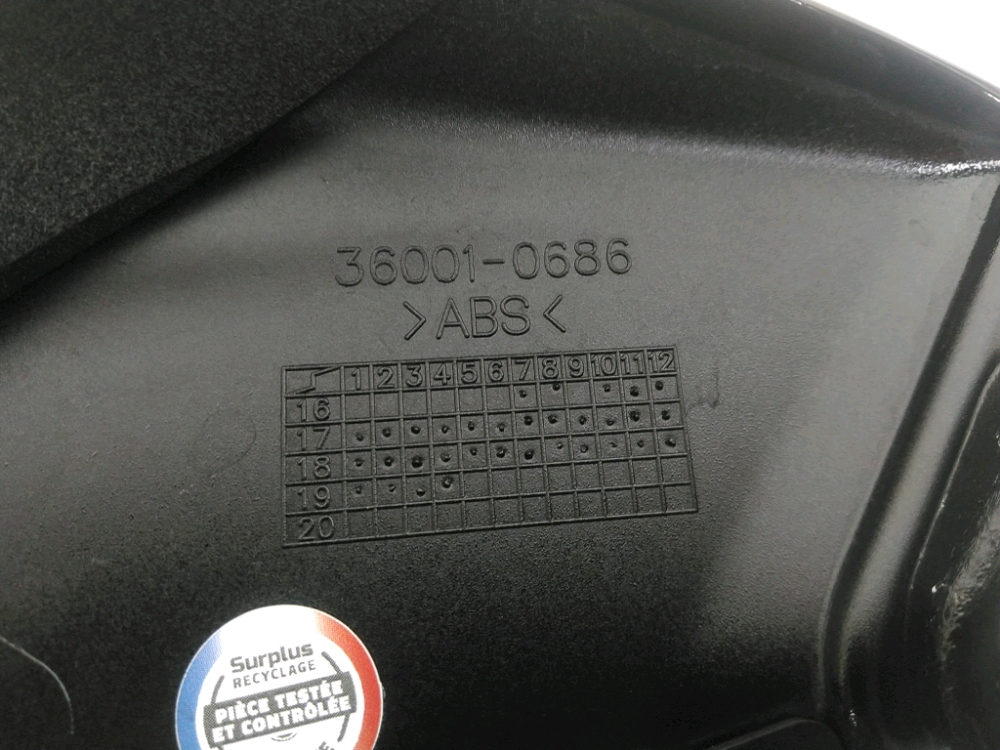 36001-0686
>ABS<
1 2 3 4 5 6 7 8 9 10 11 12
16
17
18
19
20
Surplus
RECYCLAGE
PIÈCE TESTÉE
ET CONTRÔLÉE